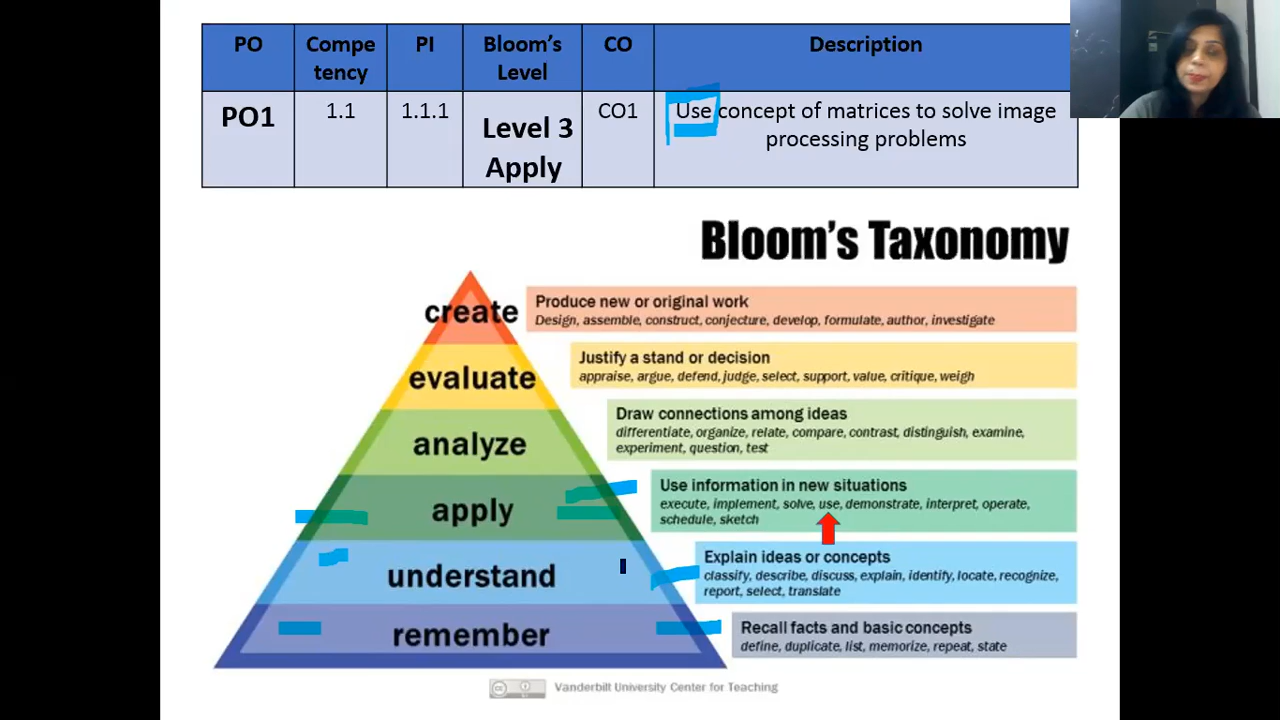 PO
Compe
tency
PI
Bloom's
Level
CO
Description
PO1
1.1
1.1.1
Level 3
Apply
CO1
Use concept of matrices to solve image
processing problems
Bloom's Taxonomy
create
Produce new or original work
Design, assemble, construct, conjecture, develop, formulate, author, investigate
evaluate
Justify a stand or decision
appraise, argue, defend, judge, select, support, value, critique, weigh
analyze
Draw connections among ideas
differentiate, organize, relate, compare, contrast, distinguish, examine,
experiment, question, test
apply
Use information in new situations
execute, implement, solve, use, demonstrate, interpret, operate,
schedule, sketch
understand
Explain ideas or concepts
classify, describe, discuss, explain, identify, locate, recognize,
report, select, translate
remember
Recall facts and basic concepts
define, duplicate, list, memorize, repeat, state
cc
Vanderbilt University Center for Teaching